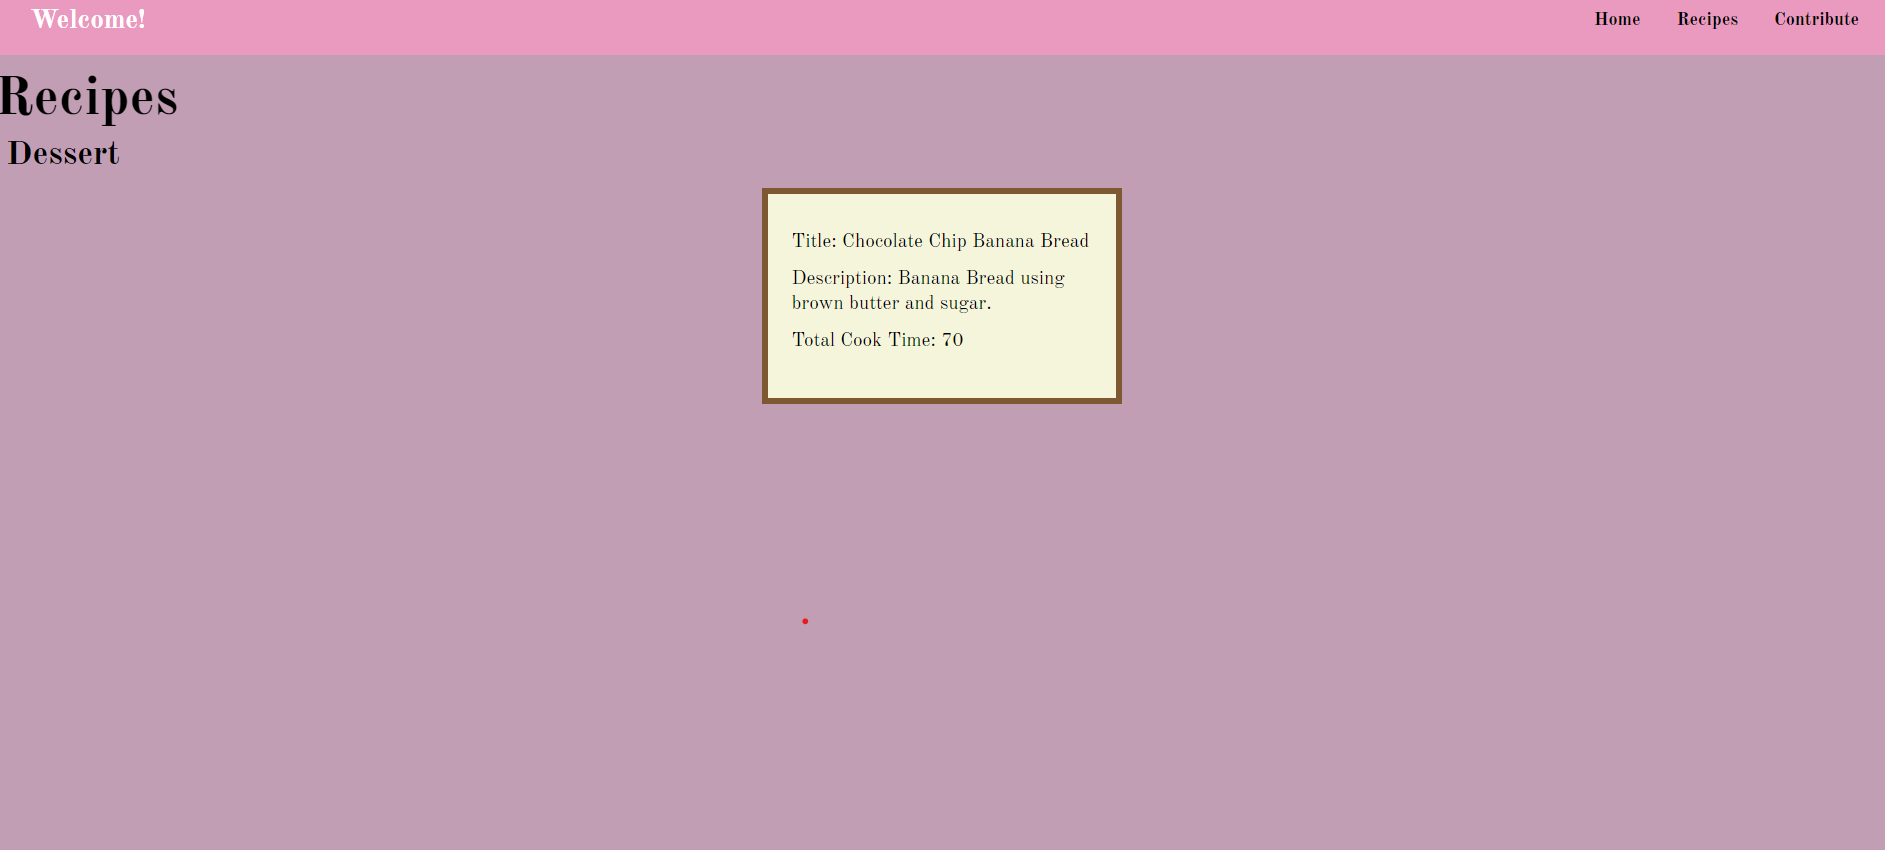 Welcome!
Home Recipes Contribute
Recipes
Dessert
Title: Chocolate Chip Banana Bread
Description: Banana Bread using
brown butter and sugar.
Total Cook Time: 70